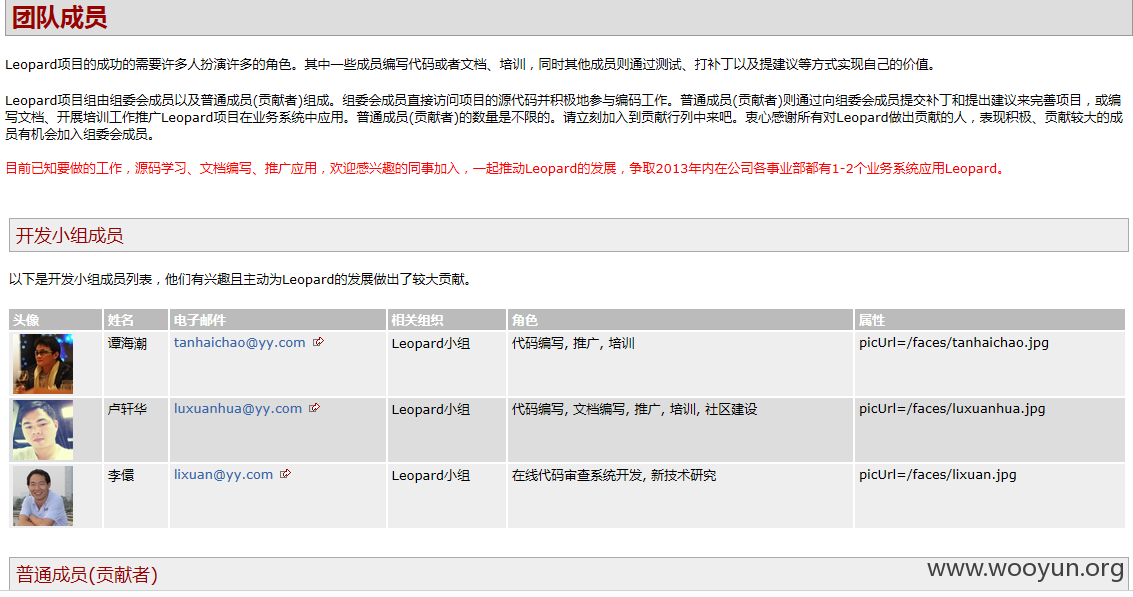 团队成员
Leopard项目的成功的需要许多人扮演许多的角色。其中一些成员编写代码或者文档、培训，同时其他成员则通过测试、打补丁以及提建议等方式实现自己的价值。
Leopard项目组由组委会成员以及普通成员(贡献者)组成。组委会成员直接访问项目的源代码并积极地参与编码工作。普通成员(贡献者)则通过向组委会成员提交补丁和提出建议来完善项目，或编
写文档、开展培训工作推广Leopard项目在业务系统中应用。普通成员(贡献者)的数量是不限的。请立刻加入到贡献行列中来吧。衷心感谢所有对Leopard做出贡献的人，表现积极、贡献较大的成
员有机会加入组委会成员。
目前已知要做的工作，源码学习、文档编写、推广应用，欢迎感兴趣的同事加入，一起推动Leopard的发展，争取2013年内在公司各事业部都有1-2个业务系统应用Leopard。
开发小组成员
以下是开发小组成员列表，他们有兴趣且主动为Leopard的发展做出了较大贡献。
头像 姓名 电子邮件 相关组织 角色 属性
谭海潮 tanhaichao@yy.com Leopard小组 代码编写, 推广, 培训 picUrl=/faces/tanhaichao.jpg
卢轩华 luxuanhua@yy.com Leopard小组 代码编写, 文档编写, 推广, 培训, 社区建设 picUrl=/faces/luxuanhua.jpg
李儇 lixuan@yy.com Leopard小组 在线代码审查系统开发, 新技术研究 picUrl=/faces/lixuan.jpg
普通成员(贡献者)
www.wooyun.org